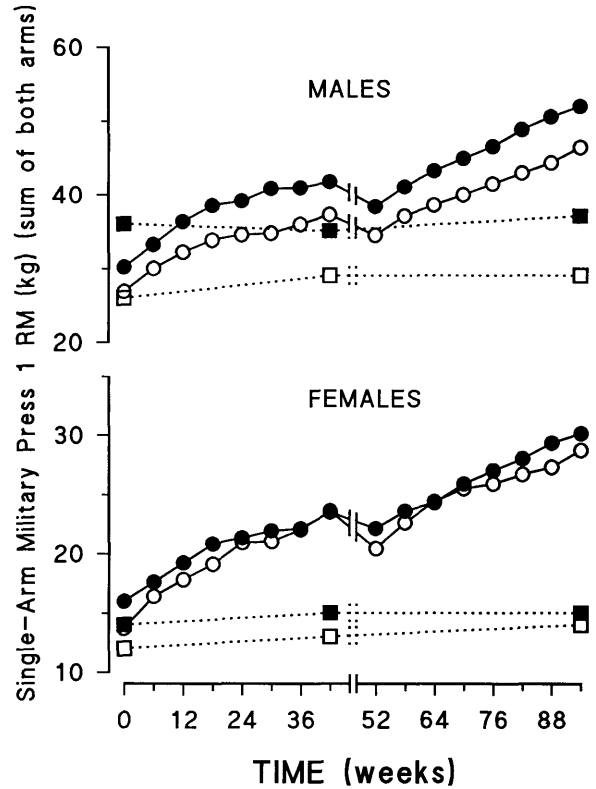 Single-Arm Military Press 1 RM (kg) (sum of both arms)
60
MALES
40
20
FEMALES
30
20
10
0 12 24 36 52 64 76 88
TIME (weeks)